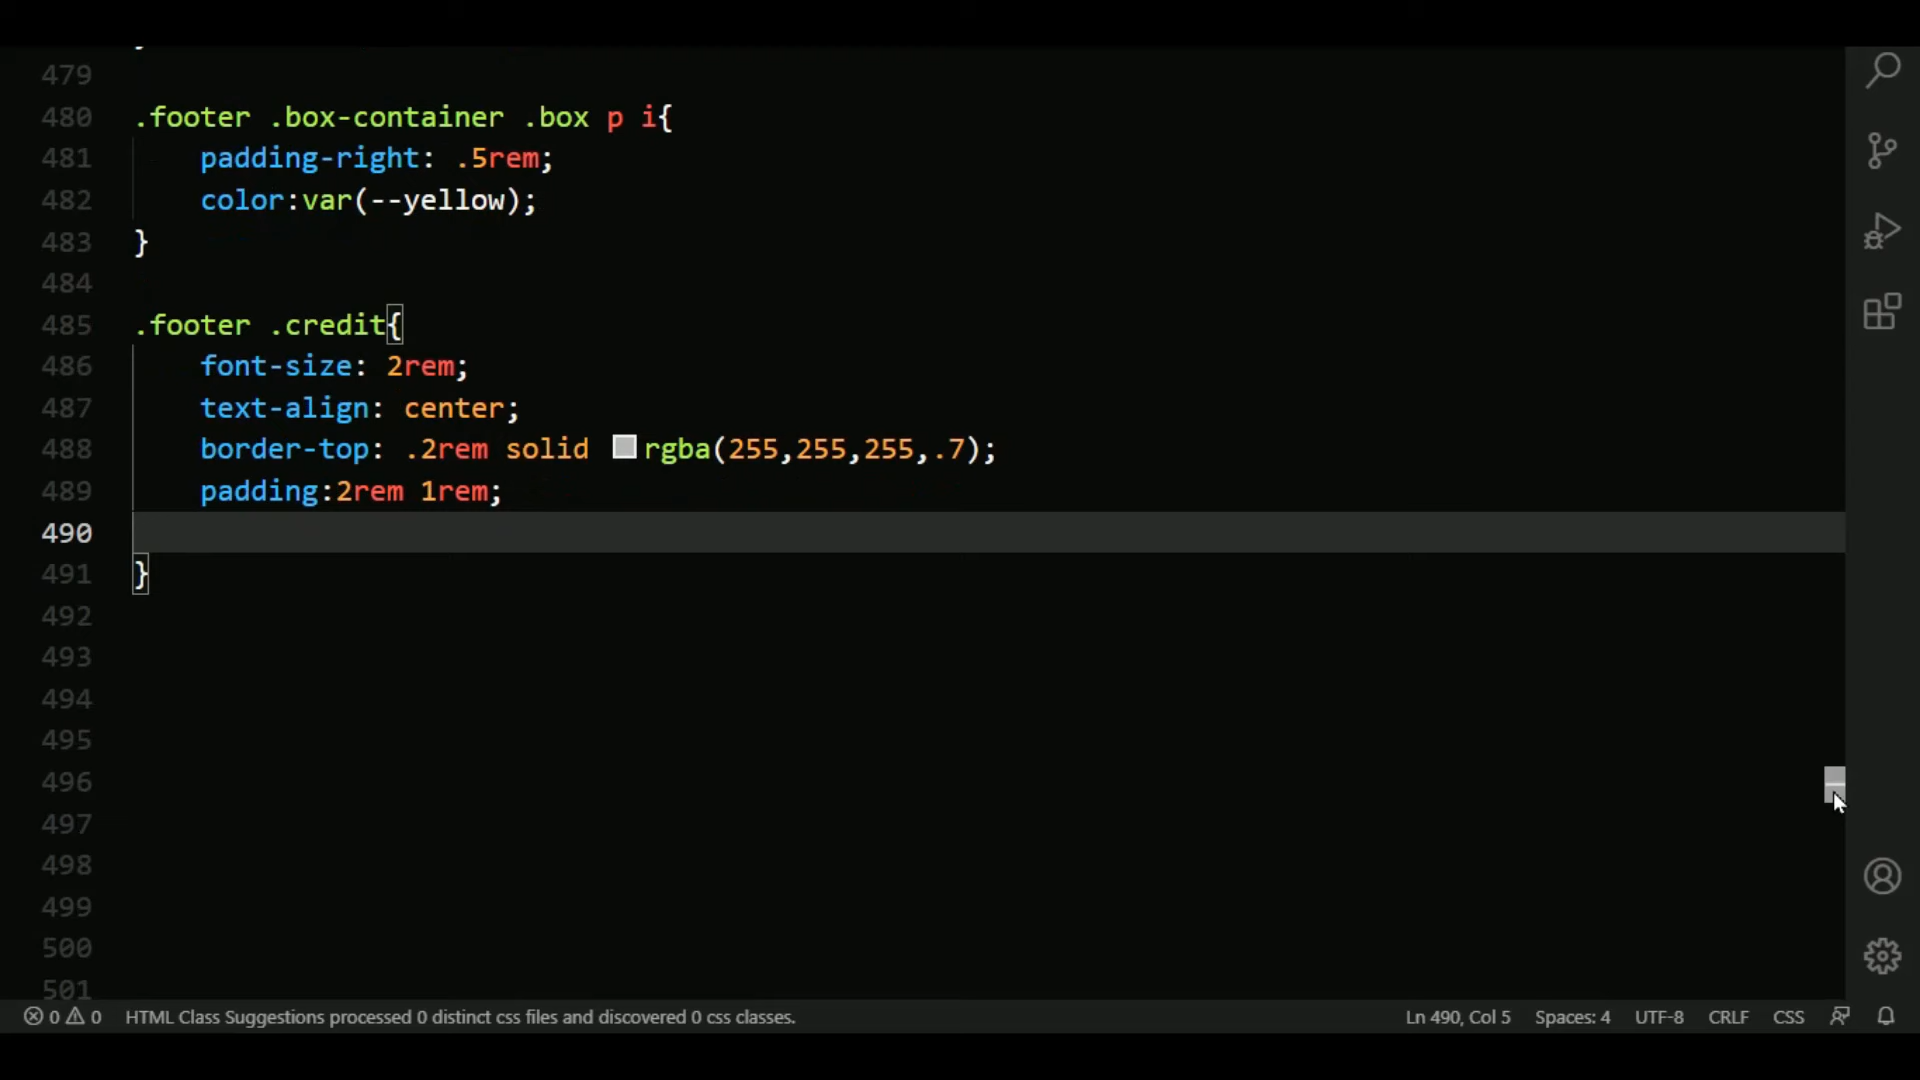 479
480 .footer .box-container .box p i{
481 padding-right: .5rem;
482 color:var(--yellow);
483 }
484
485 .footer .credit{
486 font-size: 2rem;
487 text-align: center;
488 border-top: .2rem solid rgba(255,255,255,.7);
489 padding:2rem 1rem;
490
491 }
492
493
494
495
496
497
498
499
500
501
0 0 HTML Class Suggestions processed 0 distinct css files and discovered 0 css classes. Ln 490, Col 5 Spaces: 4 UTF-8 CRLF CSS